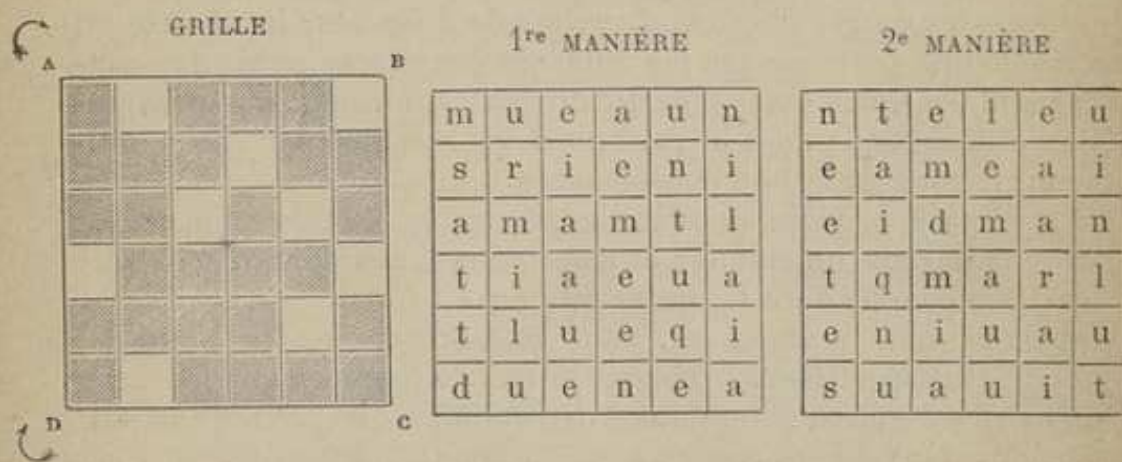 GRILLE 1re MANIÈRE 2e MANIÈRE
A B
m u e a u n n t e l e u
s r i e n i e a m e a i
a m a m t l e i d m a n
t i a e u a t q m a r l
t l u e q i e n i u a u
d u e n e a s u a u i t
D C